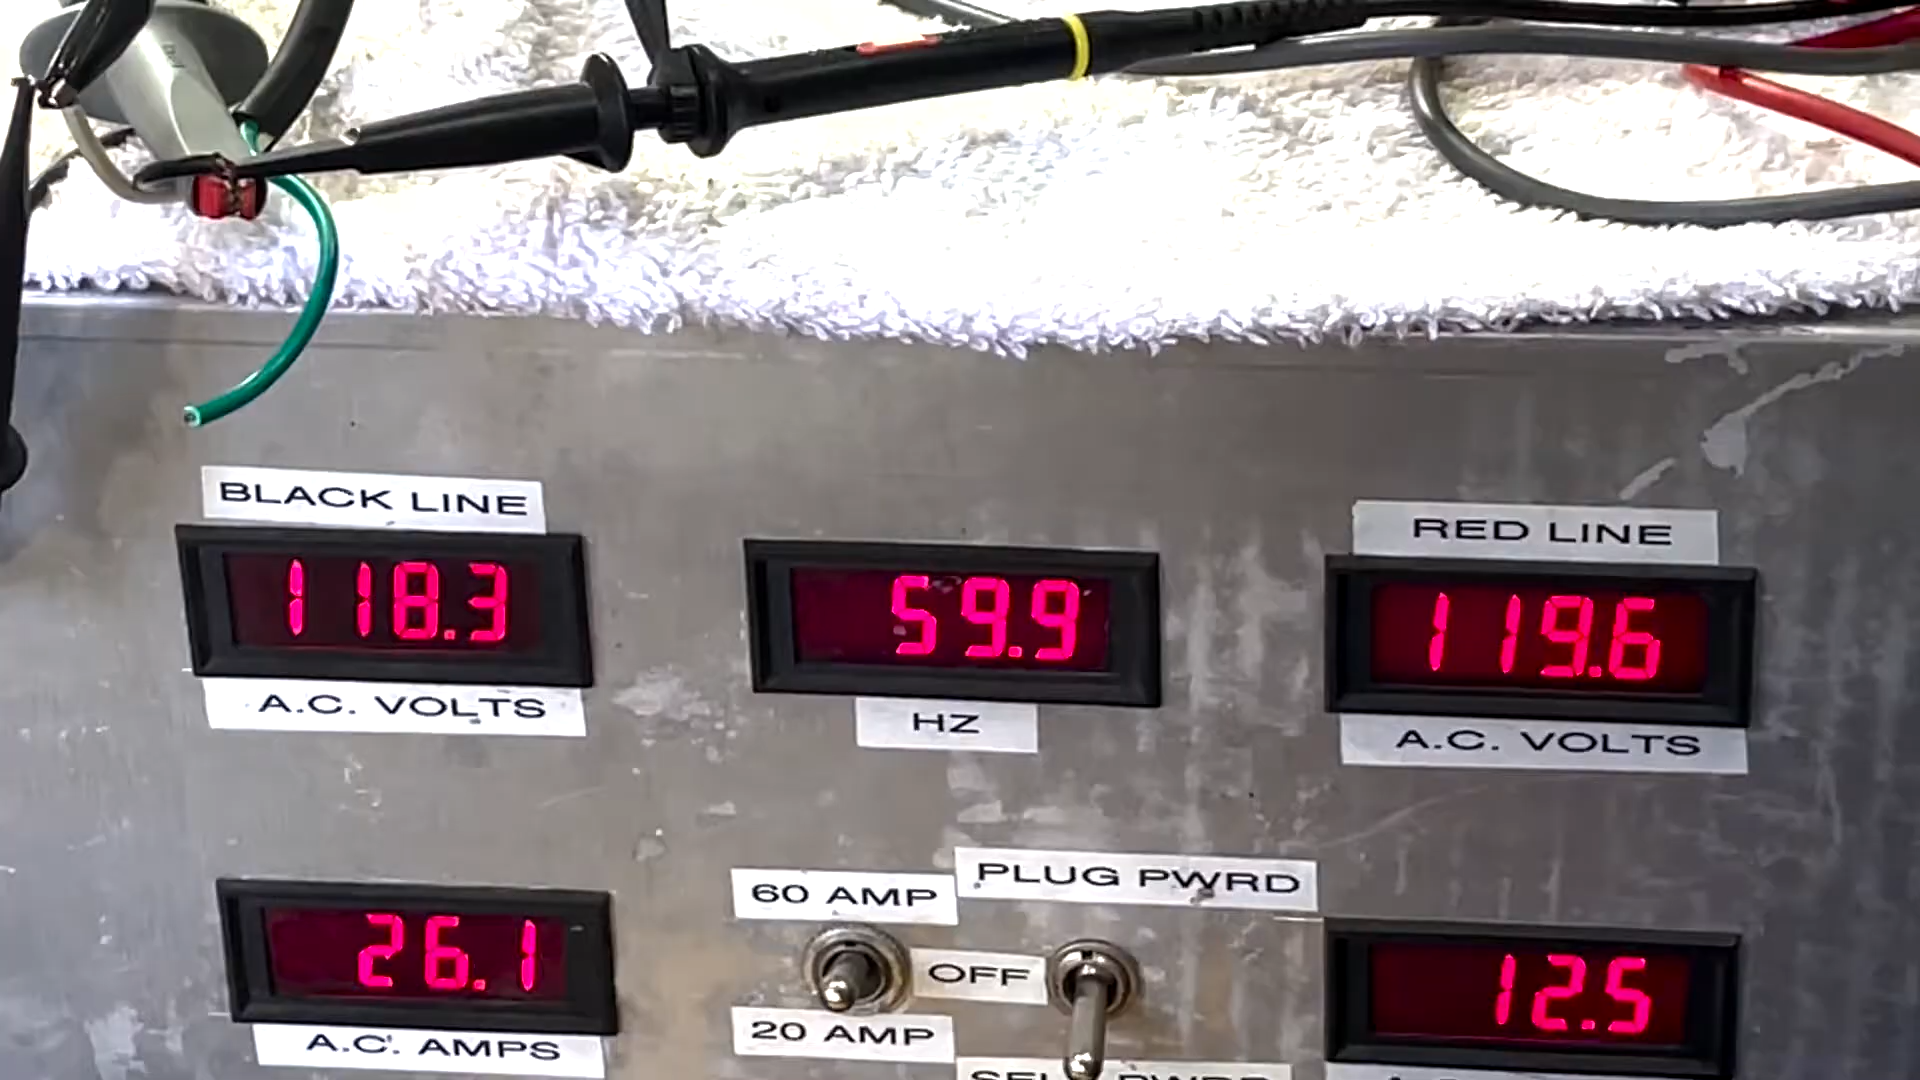 BLACK LINE
118.3
A.C. VOLTS
59.9
HZ
RED LINE
119.6
A.C. VOLTS
26.1
A.C. AMPS
60 AMP
OFF
20 AMP
PLUG PWRD
12.5